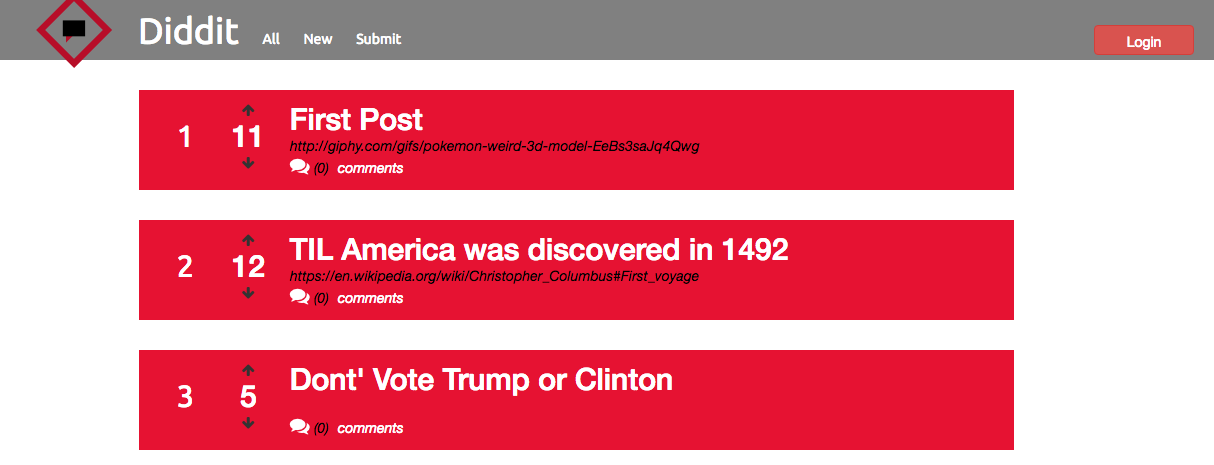 Diddit All New Submit Login
1 11 First Post
http://giphy.com/gifs/pokemon-weird-3d-model-EeBs3saJq4Qwg
(0) comments
2 12 TIL America was discovered in 1492
https://en.wikipedia.org/wiki/Christopher_Columbus#First_voyage
(0) comments
3 5 Dont' Vote Trump or Clinton
(0) comments